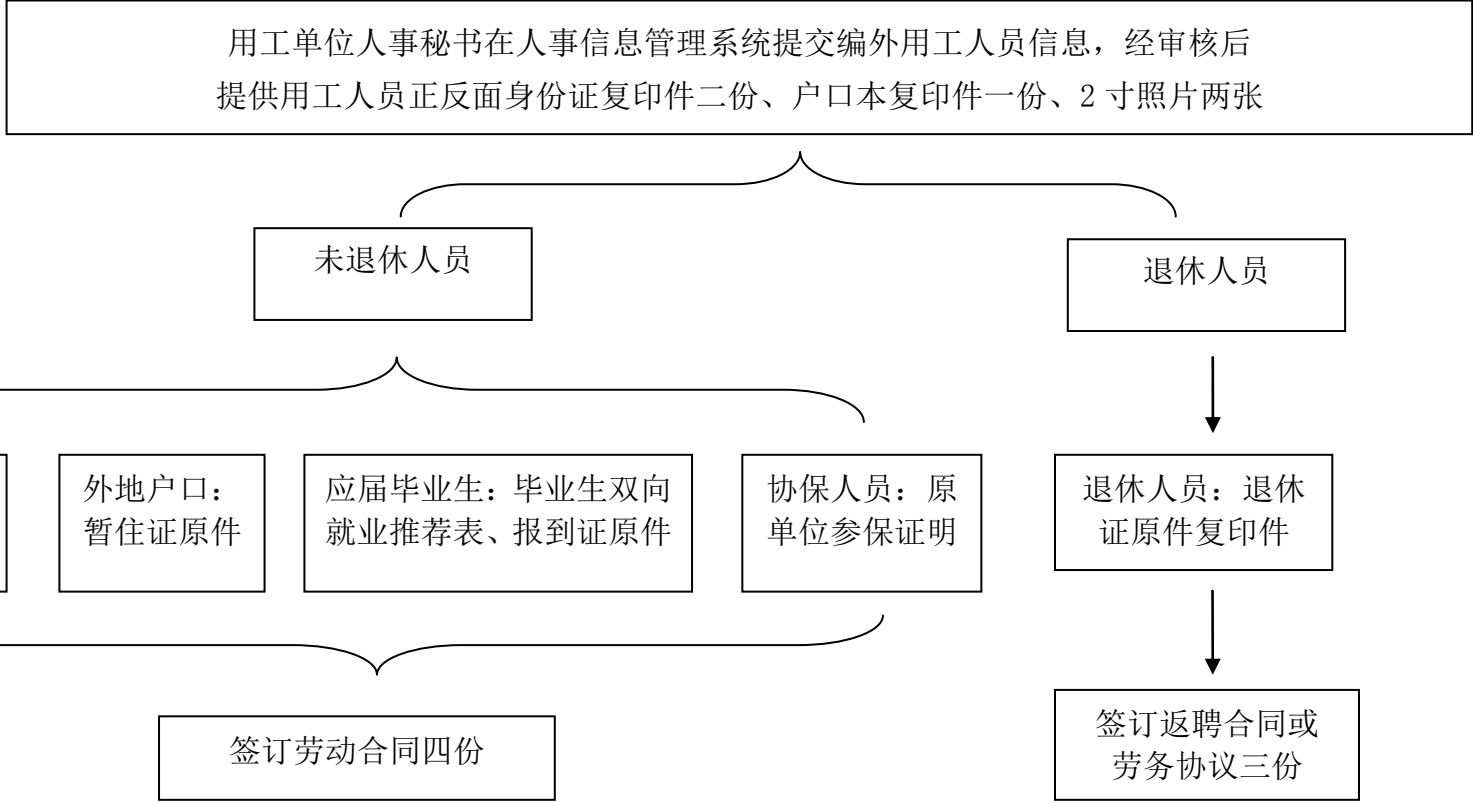 用工单位人事秘书在人事信息管理系统提交编外用工人员信息，经审核后
提供用工人员正反面身份证复印件二份、户口本复印件一份、2寸照片两张
未退休人员
退休人员
外地户口：
暂住证原件
应届毕业生：毕业生双向
就业推荐表、报到证原件
协保人员：原
单位参保证明
退休人员：退休
证原件复印件
签订劳动合同四份
签订返聘合同或
劳务协议三份